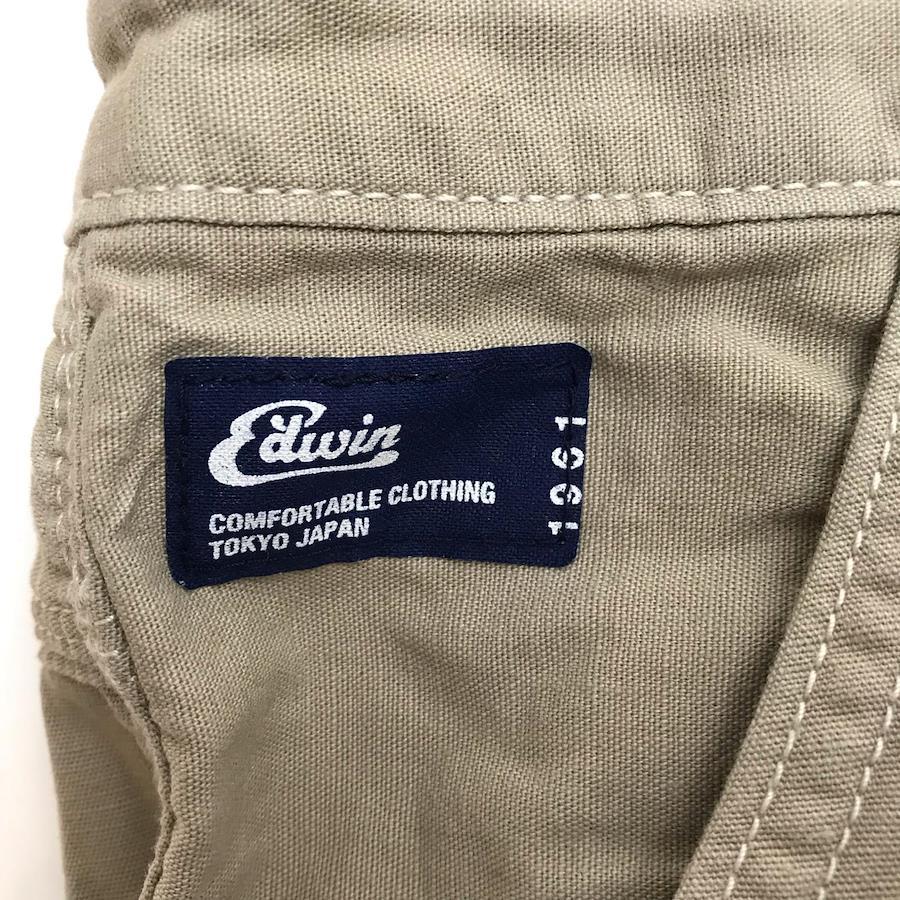 Edwin
COMFORTABLE CLOTHING
TOKYO JAPAN
1961